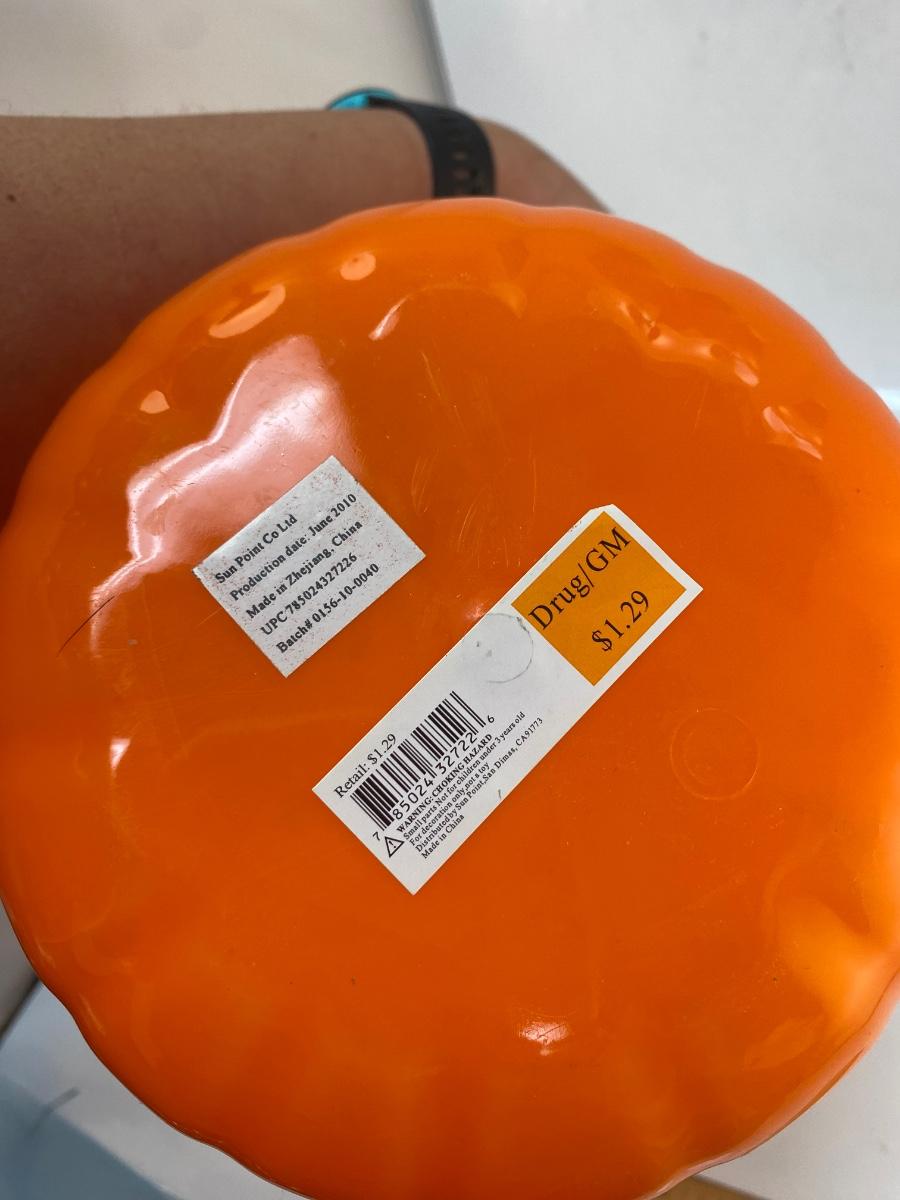 Sun Point Co Ltd
Production date: June 2010
Made in Zhejiang, China
UPC 785024327226
Batch# 0156-10-0040
Drug/GM
$1.29
Retail: $1.29
7 85024 32722 6
WARNING: CHOKING HAZARD
Small parts Not for children under 3 years old
For decoration only,not a toy
Distributed by Sun Point,San Dimas, CA 91773
Made in China